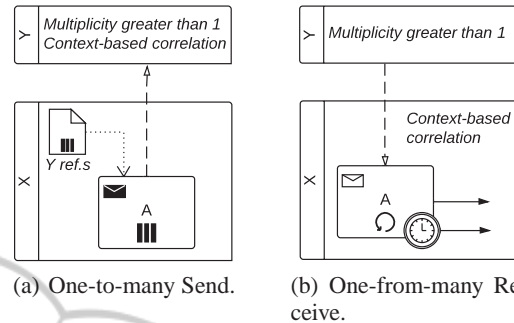 Y
Multiplicity greater than 1
Context-based correlation
X
Y ref.s
A
(a) One-to-many Send.
Y
Multiplicity greater than 1
X
Context-based
correlation
A
(b) One-from-many Re-
ceive.